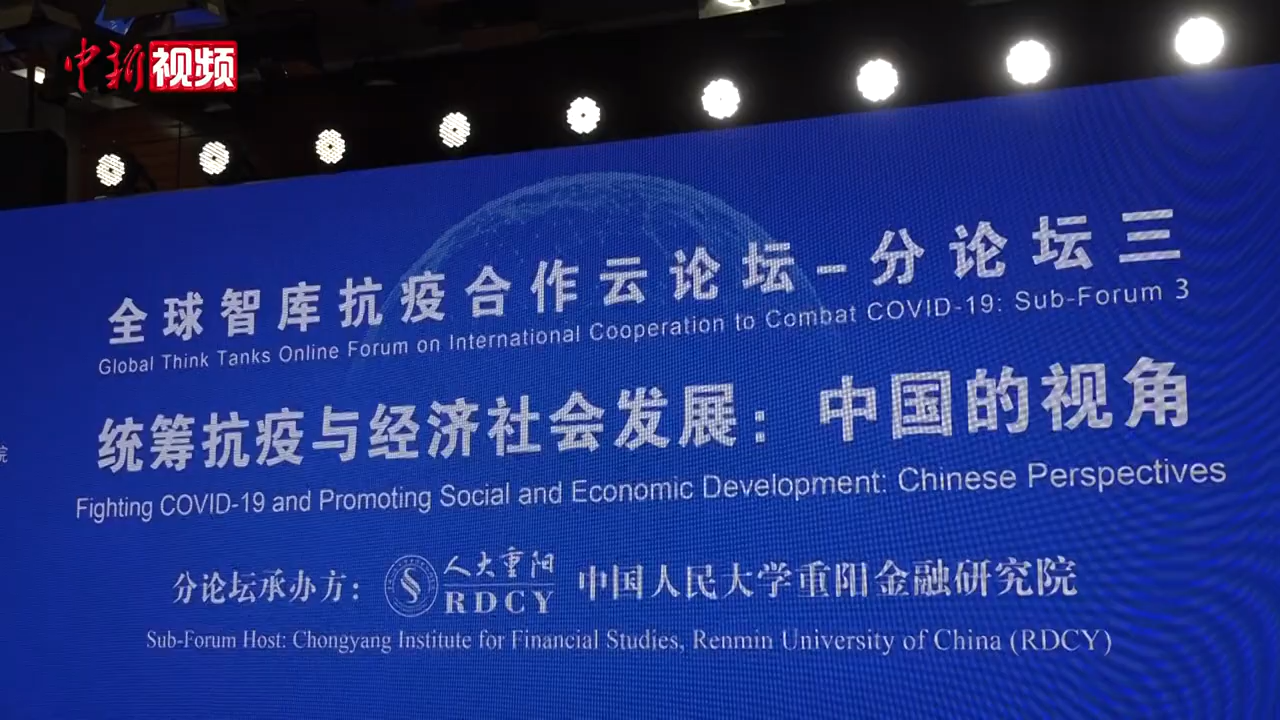 中新视频
全球智库抗疫合作云论坛-分论坛三
Global Think Tanks Online Forum on International Cooperation to Combat COVID-19: Sub-Forum 3
统筹抗疫与经济社会发展：中国的视角
Fighting COVID-19 and Promoting Social and Economic Development: Chinese Perspectives
院
分论坛承办方：人大重阳 中国人民大学重阳金融研究院
RDCY
Sub-Forum Host: Chongyang Institute for Financial Studies, Renmin University of China (RDCY)